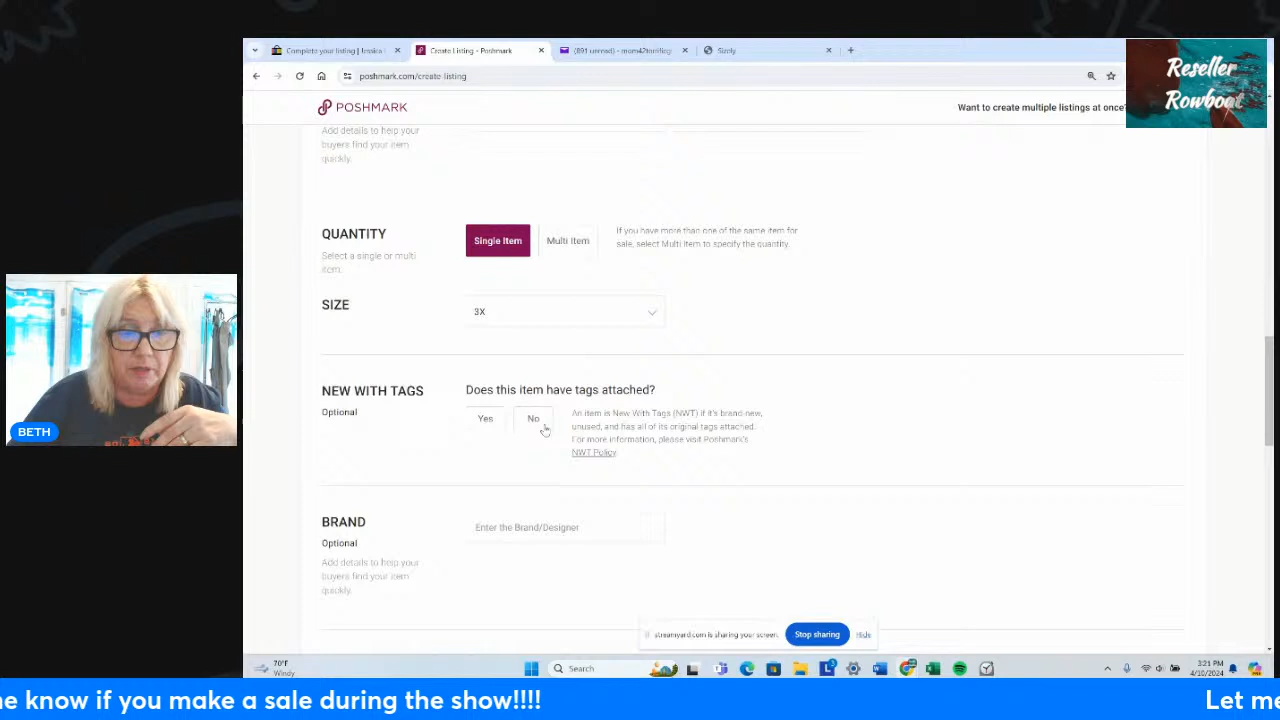 Complete your listing | Jessica
Create Listing - Poshmark
(891 unread) - mom42torrific
Sizely
poshmark.com/create-listing
Reseller
Rowboat
POSHMARK
Want to create multiple listings at once?
Add details to help your
buyers find your item
quickly.
QUANTITY
Single Item
Multi Item
If you have more than one of the same item for
sale, select Multi Item to specify the quantity.
Select a single or multi
item.
SIZE
3X
NEW WITH TAGS
Does this item have tags attached?
Optional
Yes
No
An item is New With Tags (NWT) if it's brand-new,
unused, and has all of its original tags attached.
For more information, please visit Poshmark's
NWT Policy.
BETH
BRAND
Enter the Brand/Designer
Optional
Add details to help your
buyers find your item
quickly.
streamyard.com is sharing your screen.
Stop sharing
Hide
70°F
Windy
Search
3:21 PM
4/10/2024
e know if you make a sale during the show!!!!
Let me